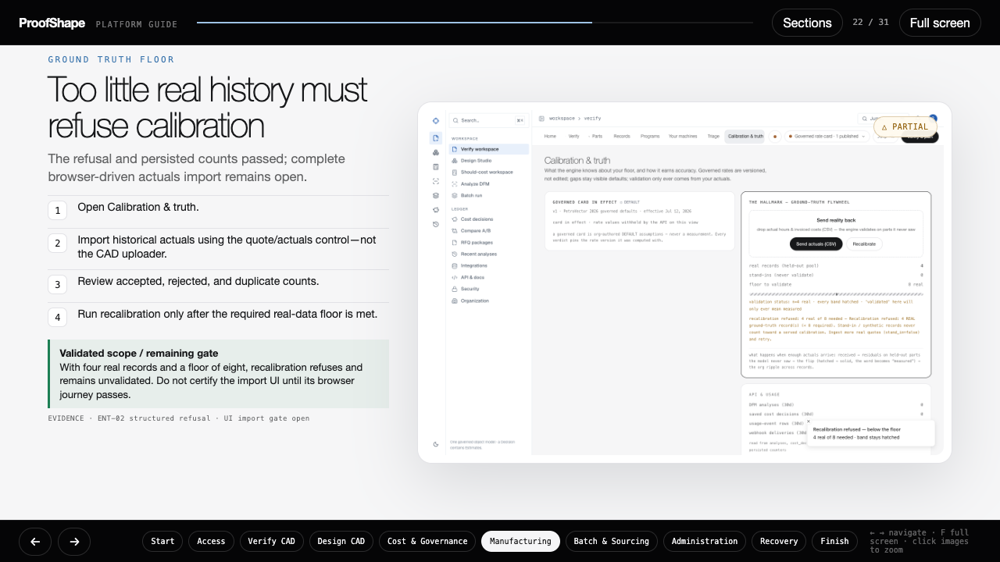 ProofShape PLATFORM GUIDE
Sections
22 / 31
Full screen
GROUND TRUTH FLOOR
Too little real history must
refuse calibration
The refusal and persisted counts passed; complete
browser-driven actuals import remains open.
1 Open Calibration & truth.
2 Import historical actuals using the quote/actuals control—not
the CAD uploader.
3 Review accepted, rejected, and duplicate counts.
4 Run recalibration only after the required real-data floor is met.
Validated scope / remaining gate
With four real records and a floor of eight, recalibration refuses and
remains unvalidated. Do not certify the import UI until its browser
journey passes.
EVIDENCE · ENT-02 structured refusal · UI import gate open
Search...
WORKSPACE
Verify workspace
Design Studio
Should-cost workspace
Analyze DFM
Batch run
LEDGER
Cost decisions
Compare A/B
RFQ packages
Recent analyses
Integrations
API & docs
Security
Organization
workspace > verify
△ PARTIAL
Home
Verify
Parts
Records
Programs
Your machines
Triage
Calibration & truth
Governed rate card · 1 published
Calibration & truth
What the engine knows about your floor, and how it earns accuracy. Governed rates are versioned,
not edited; gaps stay visible defaults; validation only ever comes from your actuals.
GOVERNED CARD IN EFFECT ◇ DEFAULT
v1 · PetroVector 2026 governed defaults · effective Jul 12, 2026
card in effect · rate values withheld by the API on this view
a governed card is org-authored DEFAULT assumptions — never a measurement. Every
verdict pins the rate version it was computed with.
THE HALLMARK — GROUND-TRUTH FLYWHEEL
Send reality back
drop actual hours & invoiced costs (CSV) — the engine validates on parts it never saw
Send actuals (CSV)
Recalibrate
real records (held-out pool) 4
stand-ins (never validate) 0
floor to validate 8 real
validation status: n=4 real · every band hatched · "validated" here will
only ever mean measured
recalibration refused: 4 real of 8 needed — Recalibration refused: 4 REAL
ground-truth record(s) (< 8 required). Stand-in / synthetic records never
count toward a served calibration. Ingest more real quotes (stand_in=false)
and retry.
what happens when enough actuals arrive: received → residuals on held-out parts
the model never saw → the flip (hatched → solid, the word becomes "measured") →
the org ripple across records.
API & USAGE
DFM analyses (30d) 0
saved cost decisions (30d) 0
usage-event rows (30d)
webhook deliveries (30d)
persisted counters
Recalibration refused — below the floor
4 real of 8 needed · band stays hatched
One governed object model · a Decision
contains Estimates.
Start
Access
Verify CAD
Design CAD
Cost & Governance
Manufacturing
Batch & Sourcing
Administration
Recovery
Finish
← → navigate · F full
screen · click images
to zoom